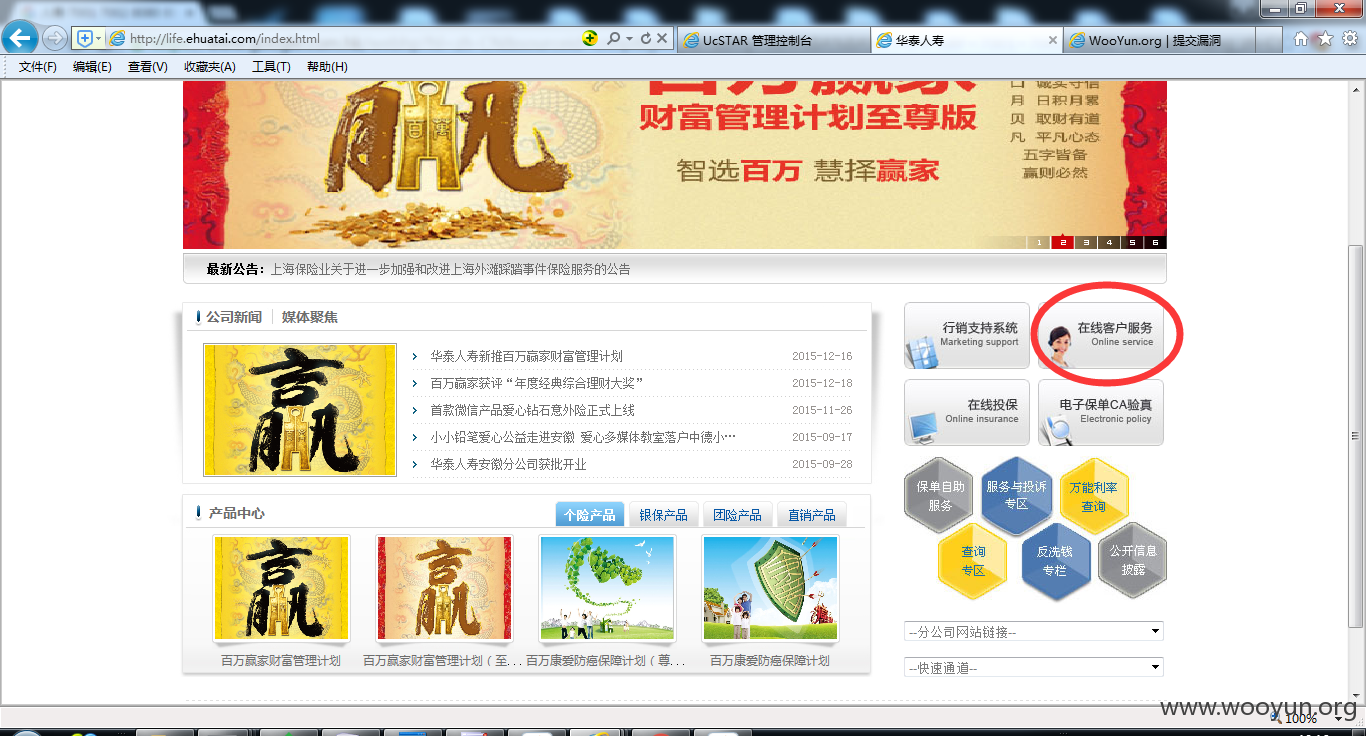 http://life.ehuatai.com/index.html
UcSTAR 管理控制台
华泰人寿
WooYun.org | 提交漏洞
文件(F) 编辑(E) 查看(V) 收藏夹(A) 工具(T) 帮助(H)
财富管理计划至尊版
智选百万 慧择赢家
月 日积月累
贝 取财有道
凡 平凡心态
五字皆备
赢则必然
1 2 3 4 5 6
最新公告：上海保险业关于进一步加强和改进上海外滩踩踏事件保险服务的公告
公司新闻 媒体聚焦
华泰人寿新推百万赢家财富管理计划 2015-12-16
百万赢家获评“年度经典综合理财大奖” 2015-12-18
首款微信产品爱心钻石意外险正式上线 2015-11-26
小小铅笔爱心公益走进安徽 爱心多媒体教室落户中德小… 2015-09-17
华泰人寿安徽分公司获批开业 2015-09-28
行销支持系统
Marketing support
在线客户服务
Online service
在线投保
Online insurance
电子保单CA验真
Electronic policy
保单自助
服务
服务与投诉
专区
万能利率
查询
查询
专区
反洗钱
专栏
公开信息
披露
产品中心
个险产品 银保产品 团险产品 直销产品
百万赢家财富管理计划
百万赢家财富管理计划（至...
百万康爱防癌保障计划（尊...
百万康爱防癌保障计划
--分公司网站链接--
--快速通道--
www.wooyun.org
100%